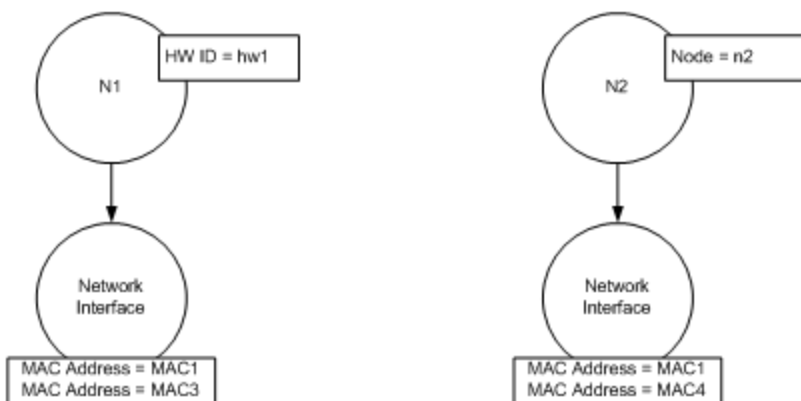 HW ID = hw1
N1
Node = n2
N2
Network
Interface
Network
Interface
MAC Address = MAC1
MAC Address = MAC3
MAC Address = MAC1
MAC Address = MAC4